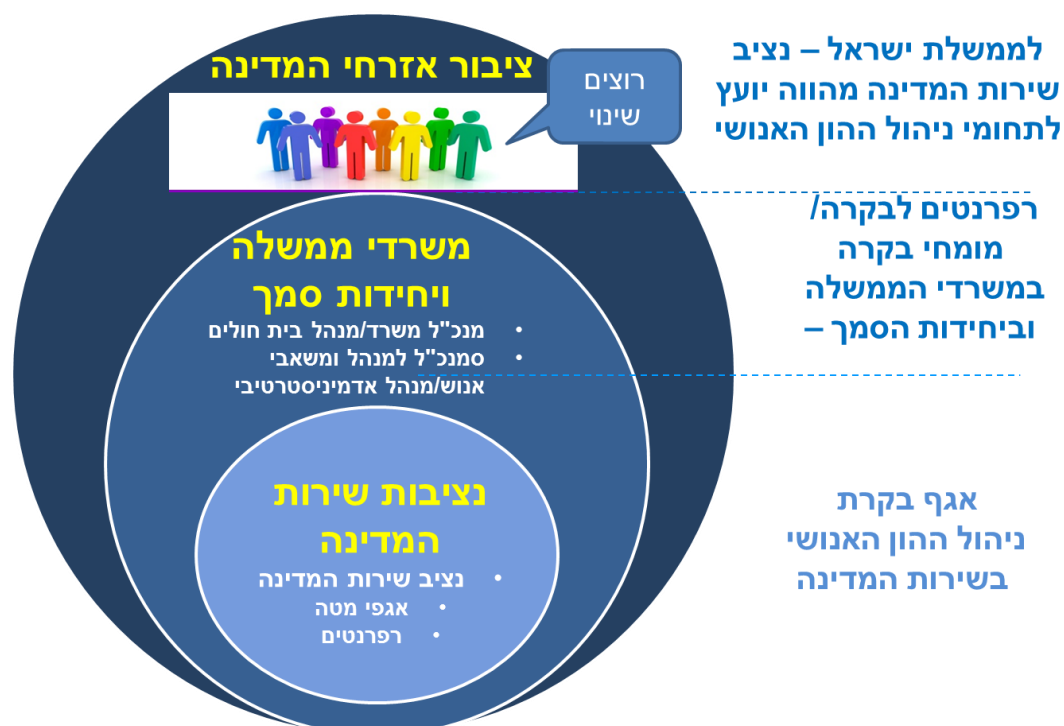 ציבור אזרחי המדינה
רוצים
שינוי
לממשלת ישראל – נציב
שירות המדינה מהווה יועץ
לתחומי ניהול ההון האנושי
משרדי ממשלה
ויחידות סמך
• מנכ"ל משרד/מנהל בית חולים
• סמנכ"ל למנהל ומשאבי
אנוש/מנהל אדמיניסטרטיבי
רפרנטים לבקרה/
מומחי בקרה
במשרדי הממשלה
וביחידות הסמך –
נציבות שירות
המדינה
• נציב שירות המדינה
• אגפי מטה
• רפרנטים
אגף בקרת
ניהול ההון האנושי
בשירות המדינה